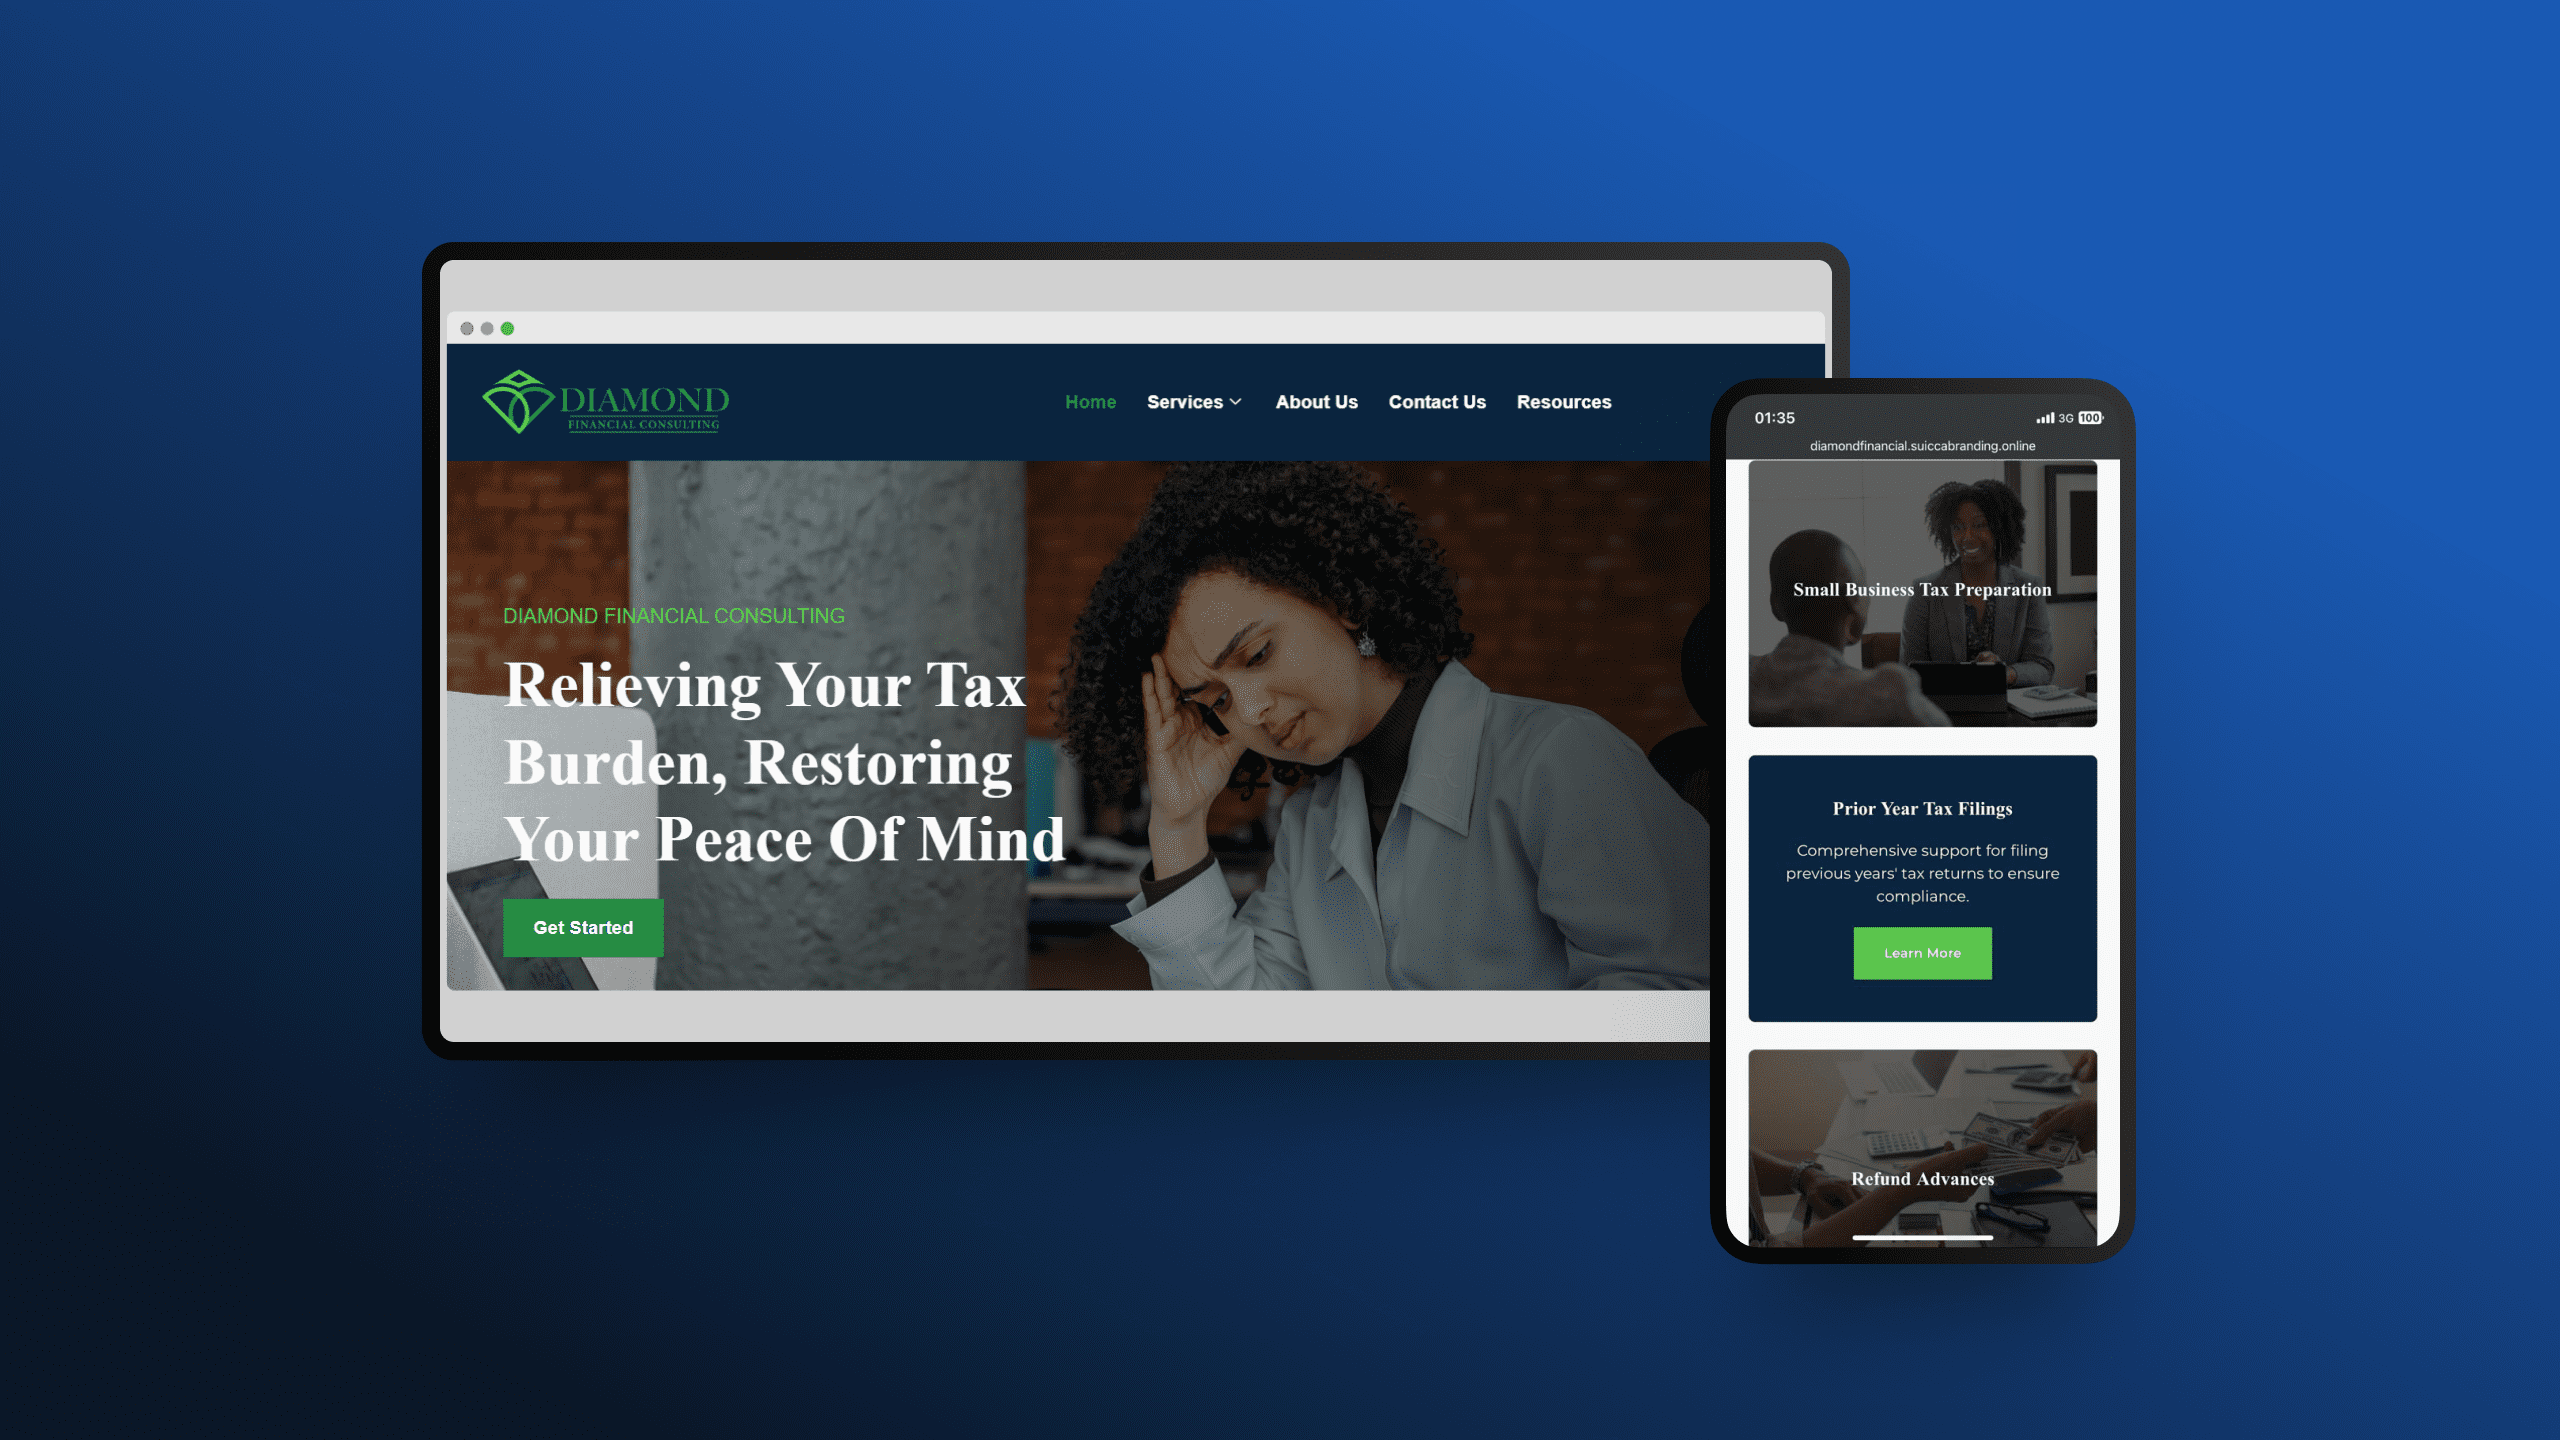 DIAMOND
FINANCIAL CONSULTING
Home
Services
About Us
Contact Us
Resources
DIAMOND FINANCIAL CONSULTING
Relieving Your Tax
Burden, Restoring
Your Peace Of Mind
Get Started
01:35
3G
100
diamondfinancial.suiccabranding.online
Small Business Tax Preparation
Prior Year Tax Filings
Comprehensive support for filing
previous years' tax returns to ensure
compliance.
Learn More
Refund Advances